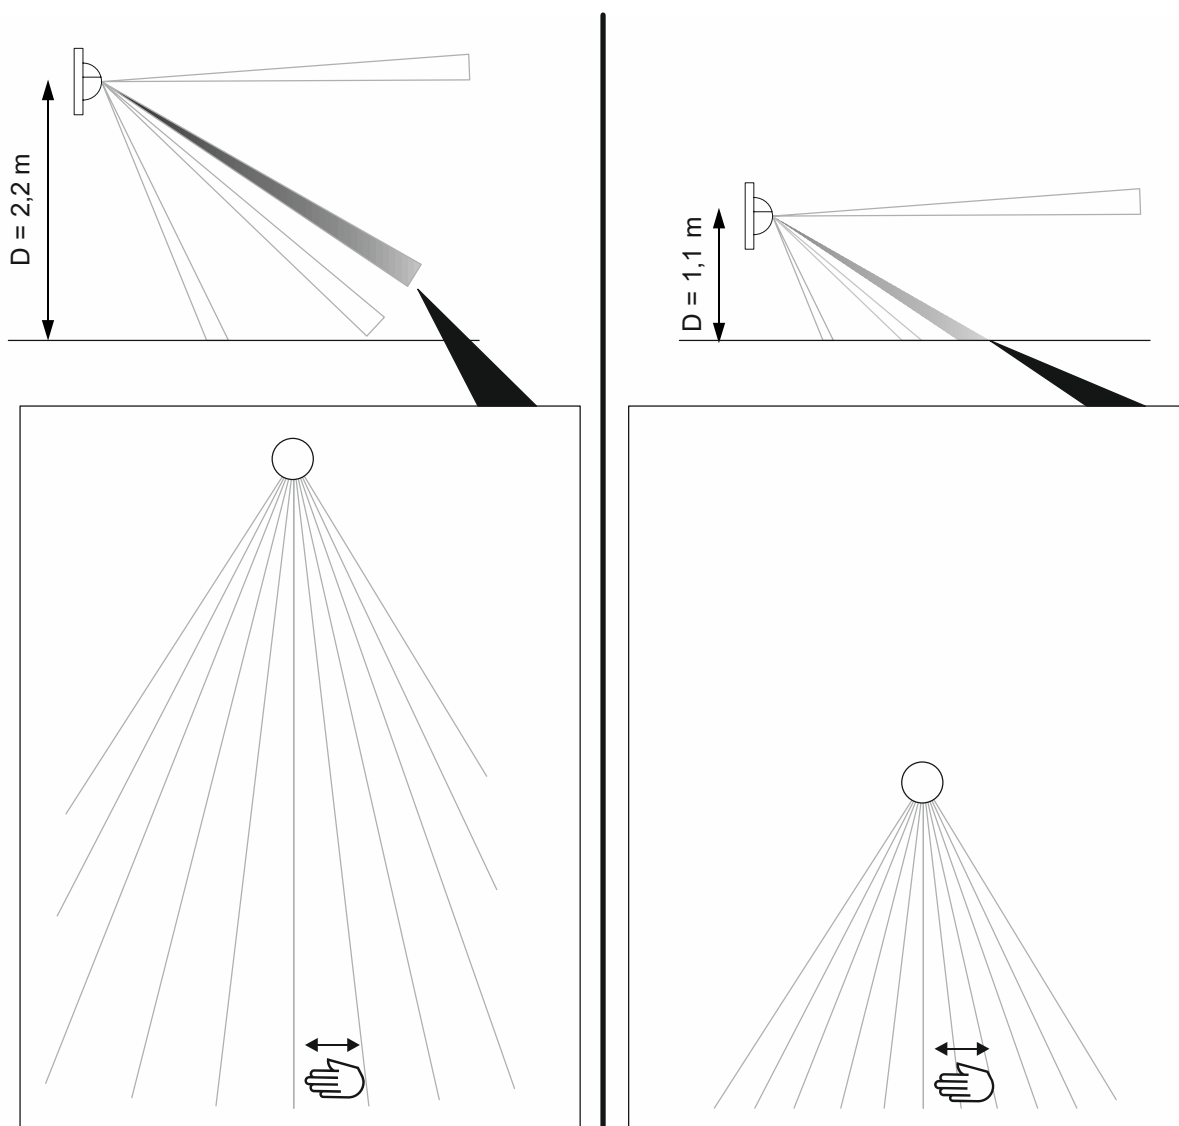 D = 2,2 m
D = 1,1 m